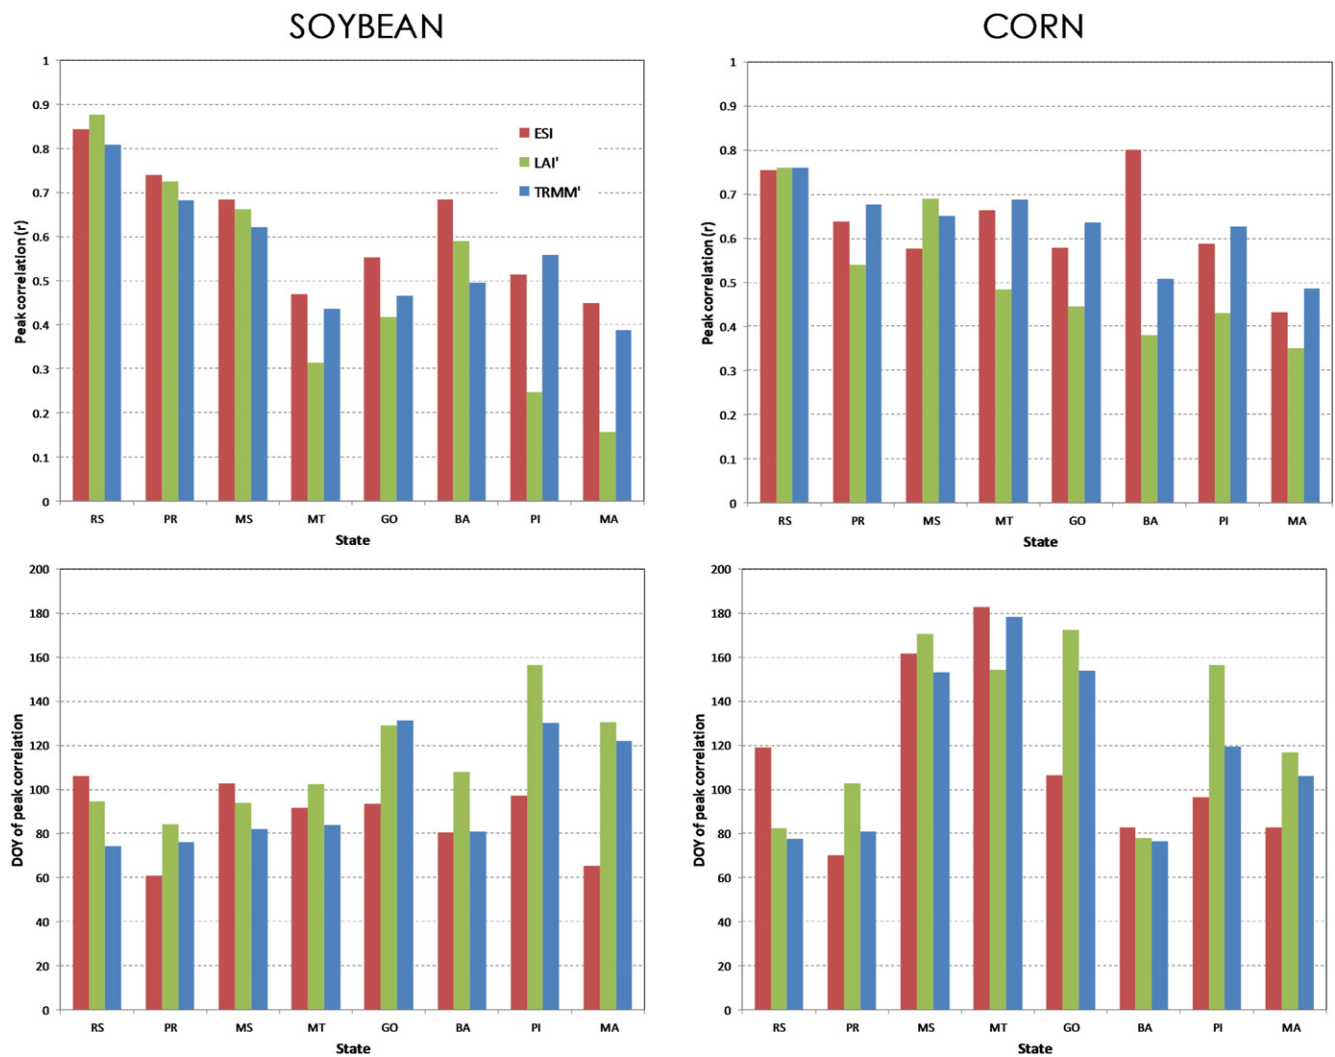 SOYBEAN
CORN
1
0.9
0.8
0.7
0.6
0.5
0.4
0.3
0.2
0.1
0
Peak correlation (r)
ESI
LAI'
TRMM'
RS PR MS MT GO BA PI MA
State
1
0.9
0.8
0.7
0.6
0.5
0.4
0.3
0.2
0.1
0
Peak correlation (r)
RS PR MS MT GO BA PI MA
State
200
180
160
140
120
100
80
60
40
20
0
DOY of peak correlation
RS PR MS MT GO BA PI MA
State
200
180
160
140
120
100
80
60
40
20
0
DOY of peak correlation
RS PR MS MT GO BA PI MA
State